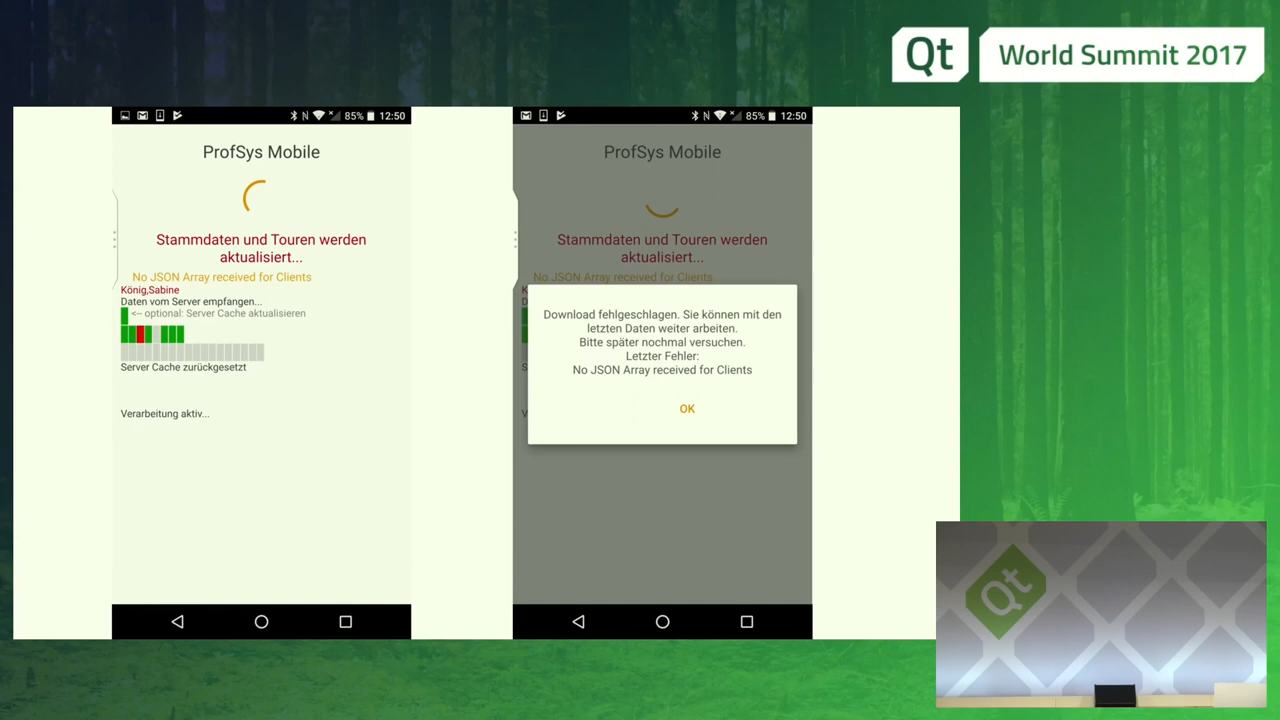 Qt World Summit 2017
85% 12:50
ProfSys Mobile
Stammdaten und Touren werden
aktualisiert...
No JSON Array received for Clients
König,Sabine
Daten vom Server empfangen...
<-- optional: Server Cache aktualisieren
Server Cache zurückgesetzt
Verarbeitung aktiv...
85% 12:50
ProfSys Mobile
Stammdaten und Touren werden
aktualisiert...
No JSON Array received for Clients
K
D
Download fehlgeschlagen. Sie können mit den
letzten Daten weiter arbeiten.
Bitte später nochmal versuchen.
Letzter Fehler:
No JSON Array received for Clients
OK
S
V
Qt